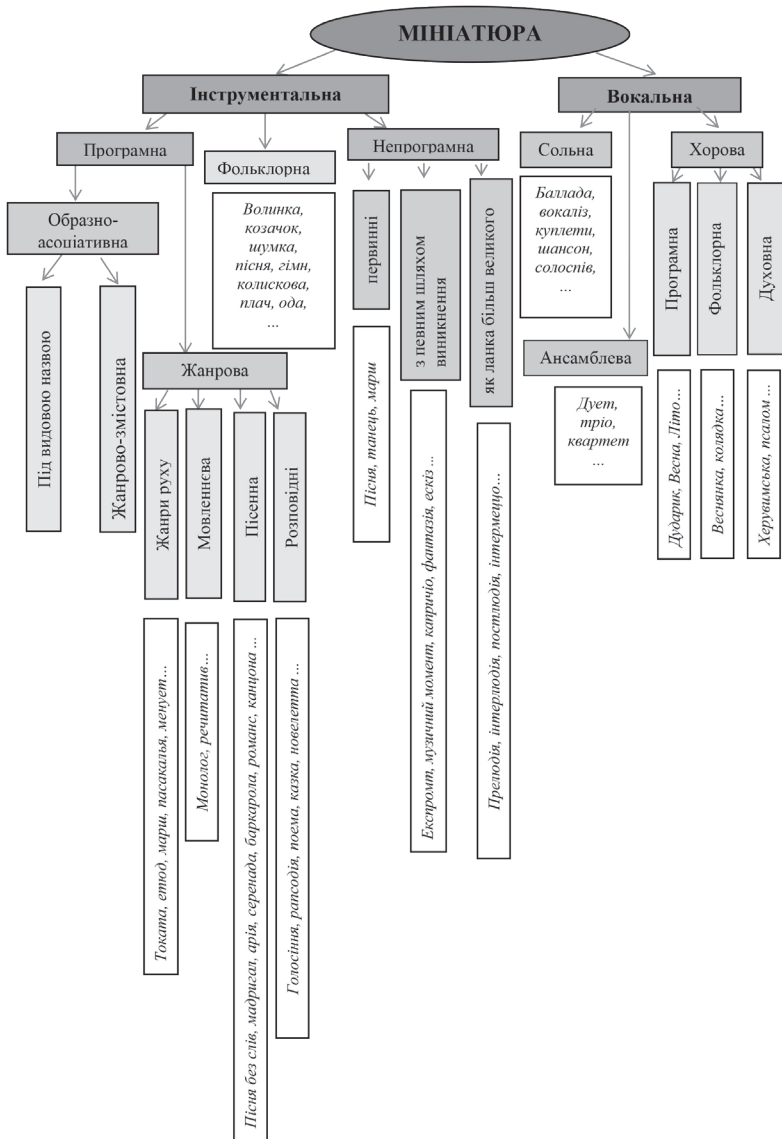 МІНІАТЮРА
Інструментальна
Вокальна
Програмна
Фольклорна
Непрограмна
Сольна
Хорова
Образно-
асоціативна
Волинка,
козачок,
шумка,
пісня, гімн,
колискова,
плач, ода,
...
первинні
з певним шляхом
виникнення
як ланка більш великого
Баллада,
вокаліз,
куплети,
шансон,
солоспів,
...
Програмна
Фольклорна
Духовна
Під видовою назвою
Жанрово-змістовна
Жанрова
Ансамблева
Жанри руху
Мовленнєва
Пісенна
Розповідні
Пісня, танець, марш
Дует,
тріо,
квартет
...
Дударик, Весна, Літо...
Веснянка, колядка...
Херувимська, псалом ...
Експромт, музичний момент, капричіо, фантазія, ескіз ...
Прелюдія, інтерлюдія, постлюдія, інтермеццо...
Токата, етюд, марш, пасакалья, менует...
Монолог, речитатив...
Пісня без слів, мадригал, арія, серенада, баркарола, романс, канцона ...
Голосіння, рапсодія, поема, казка, новелетта ...